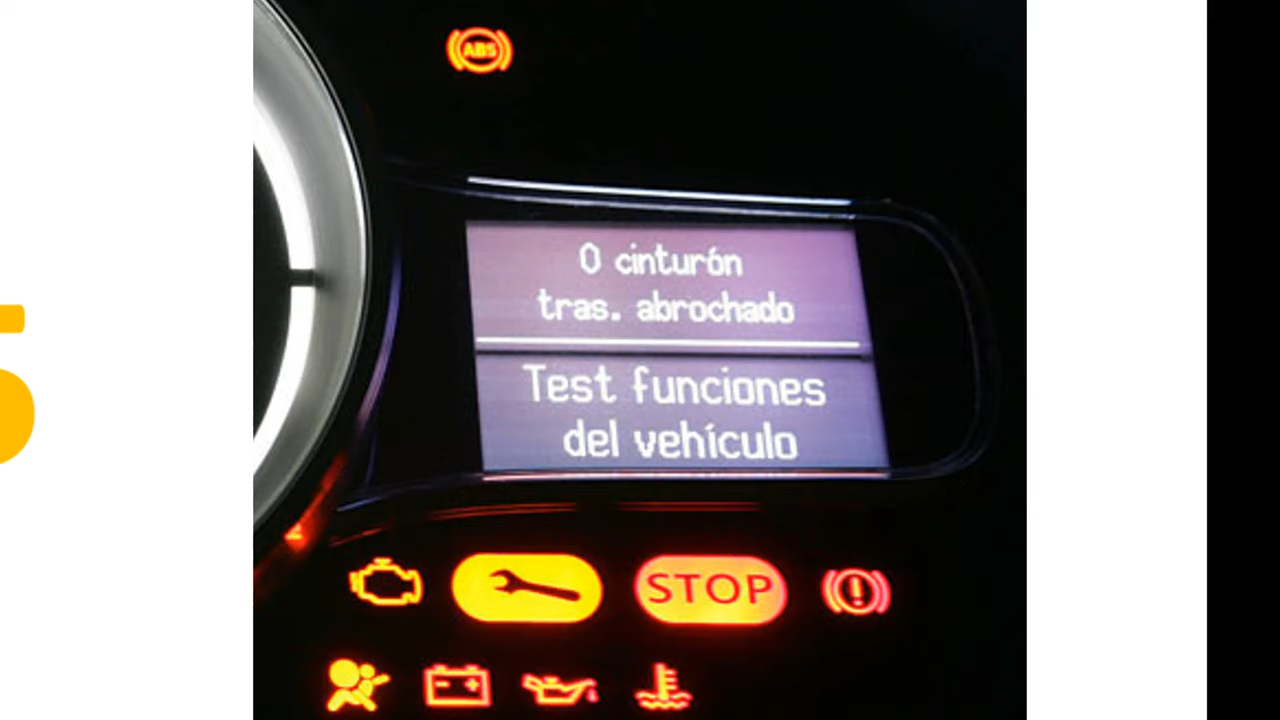 ABS
0 cinturón
tras. abrochado
Test funciones
del vehículo
STOP